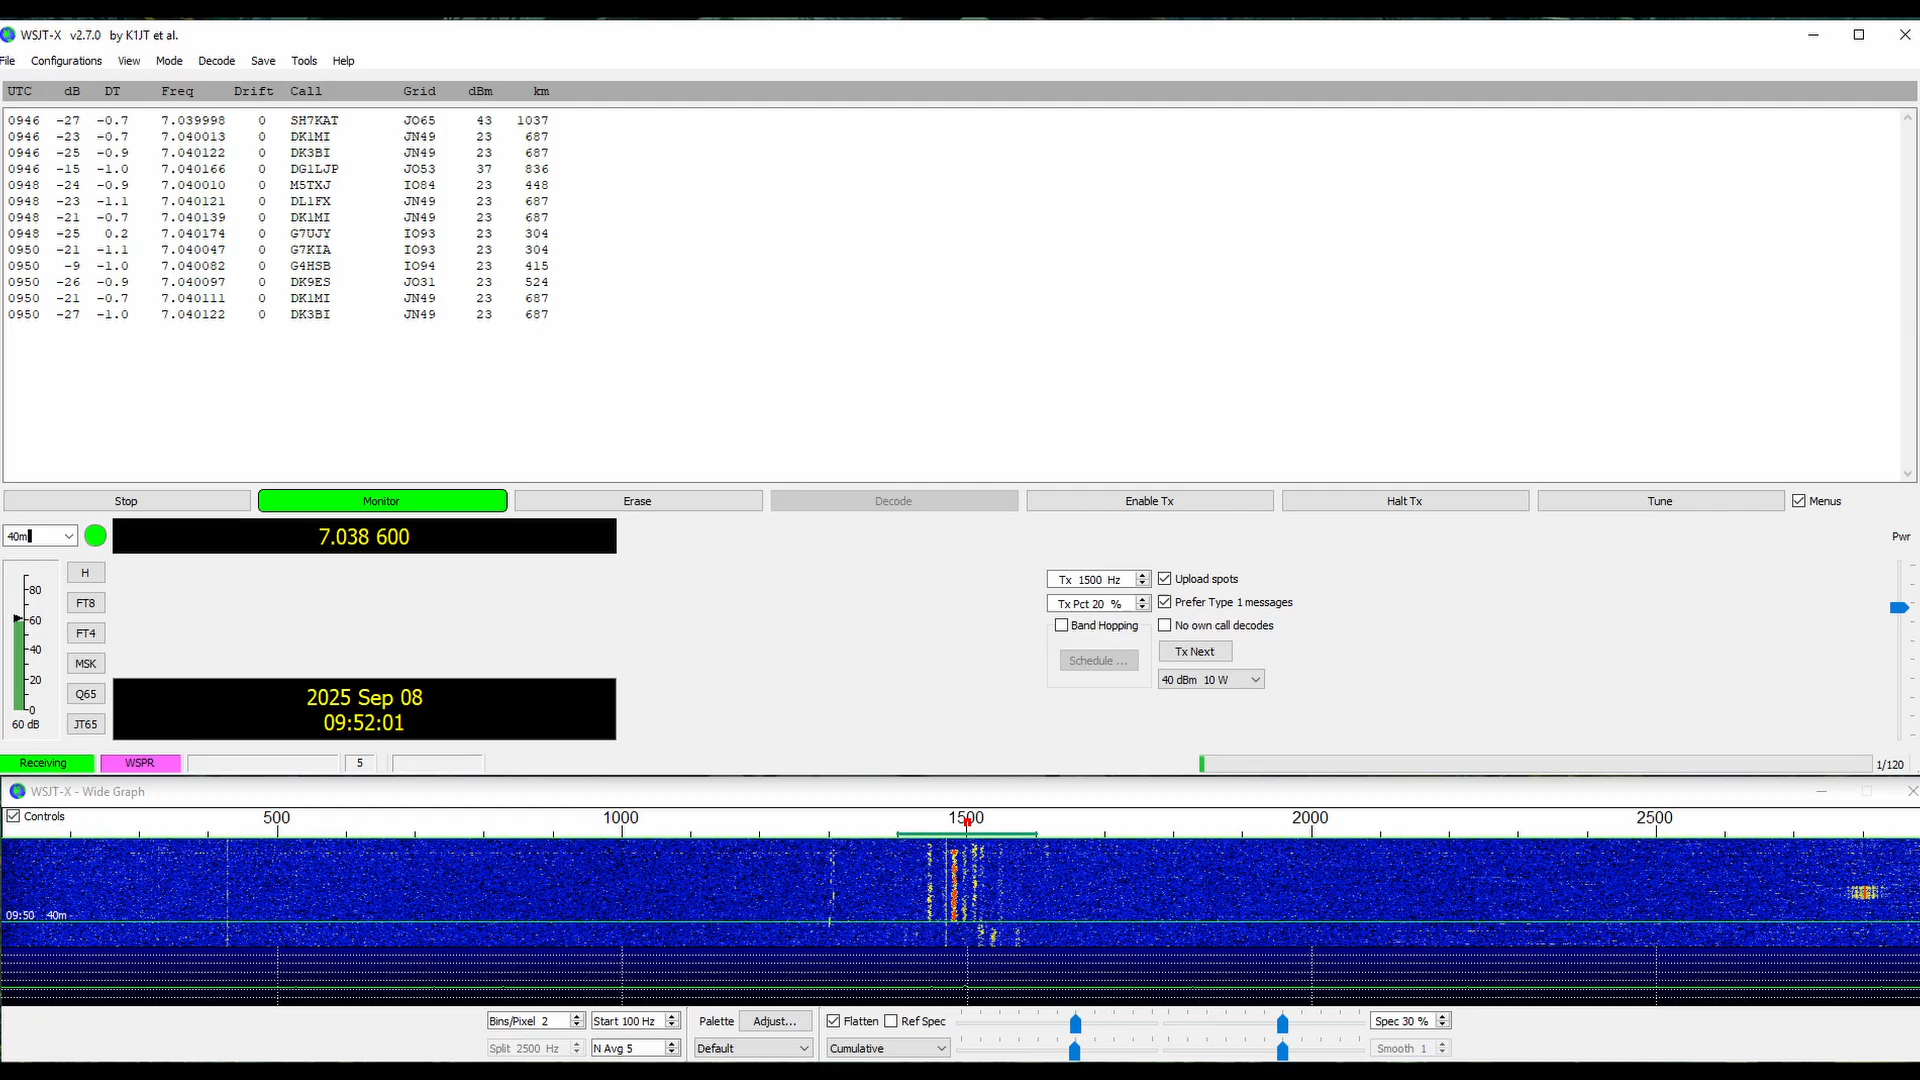 WSJT-X v2.7.0 by K1JT et al.
File Configurations View Mode Decode Save Tools Help
UTC dB DT Freq Drift Call Grid dBm km
0946 -27 -0.7 7.039998 0 SH7KAT JO65 43 1037
0946 -23 -0.7 7.040013 0 DK1MI JN49 23 687
0946 -25 -0.9 7.040122 0 DK3BI JN49 23 687
0946 -15 -1.0 7.040166 0 DG1LJP JO53 37 836
0948 -24 -0.9 7.040010 0 M5TXJ IO84 23 448
0948 -23 -1.1 7.040121 0 DL1FX JN49 23 687
0948 -21 -0.7 7.040139 0 DK1MI JN49 23 687
0948 -25 0.2 7.040174 0 G7UJY IO93 23 304
0950 -21 -1.1 7.040047 0 G7KIA IO93 23 304
0950 -9 -1.0 7.040082 0 G4HSB IO94 23 415
0950 -26 -0.9 7.040097 0 DK9ES JO31 23 524
0950 -21 -0.7 7.040111 0 DK1MI JN49 23 687
0950 -27 -1.0 7.040122 0 DK3BI JN49 23 687
Stop Monitor Erase Decode Enable Tx Halt Tx Tune Menus
40m 7.038 600 Pwr
H
FT8
FT4
MSK
Q65
JT65
80
60
40
20
0
60 dB
Tx 1500 Hz Upload spots
Tx Pct 20 % Prefer Type 1 messages
Band Hopping No own call decodes
Schedule ... Tx Next
40 dBm 10 W
2025 Sep 08
09:52:01
Receiving WSPR 5 1/120
WSJT-X - Wide Graph
Controls 500 1000 1500 2000 2500
09:50 40m
Bins/Pixel 2 Start 100 Hz Palette Adjust... Flatten Ref Spec Spec 30 %
Split 2500 Hz N Avg 5 Default Cumulative Smooth 1